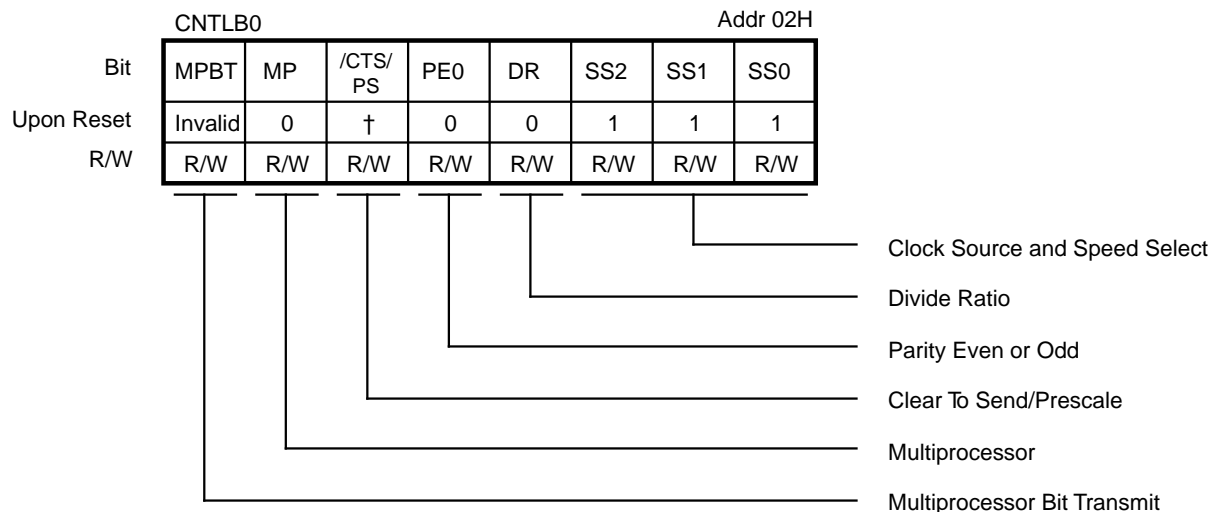 CNTLB0 Addr 02H
Bit MPBT MP /CTS/ PS PE0 DR SS2 SS1 SS0
Upon Reset Invalid 0 † 0 0 1 1 1
R/W R/W R/W R/W R/W R/W R/W R/W R/W
Clock Source and Speed Select
Divide Ratio
Parity Even or Odd
Clear To Send/Prescale
Multiprocessor
Multiprocessor Bit Transmit